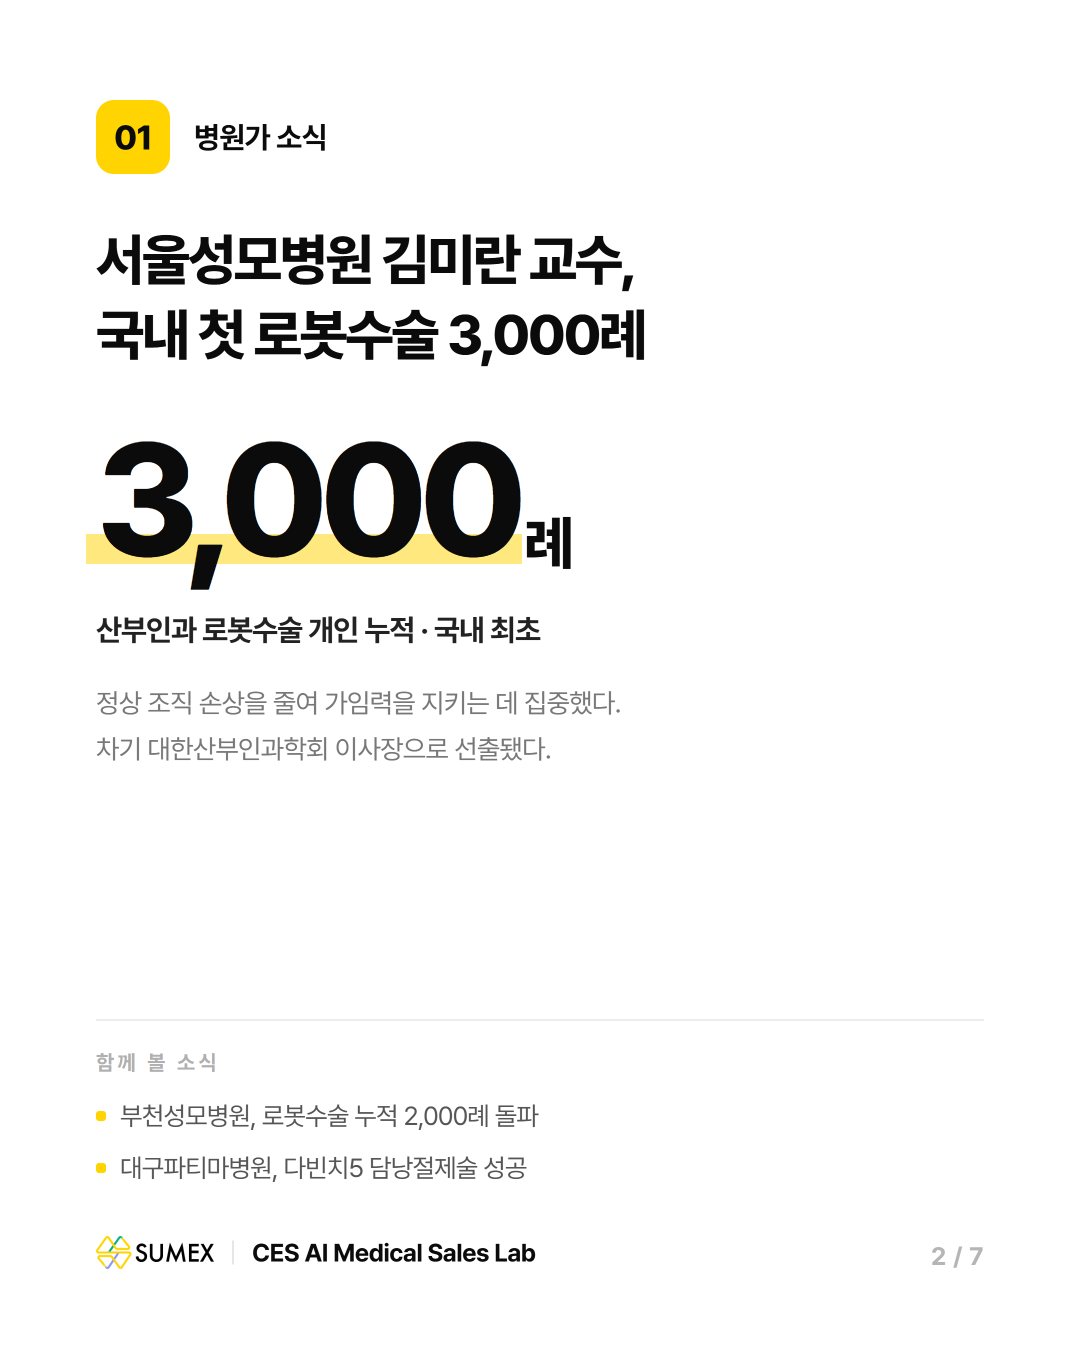 01 병원가 소식
서울성모병원 김미란 교수,
국내 첫 로봇수술 3,000례
3,000례
산부인과 로봇수술 개인 누적 · 국내 최초
정상 조직 손상을 줄여 가임력을 지키는 데 집중했다.
차기 대한산부인과학회 이사장으로 선출됐다.
함께 볼 소식
부천성모병원, 로봇수술 누적 2,000례 돌파
대구파티마병원, 다빈치5 담낭절제술 성공
SUMEX | CES AI Medical Sales Lab
2 / 7